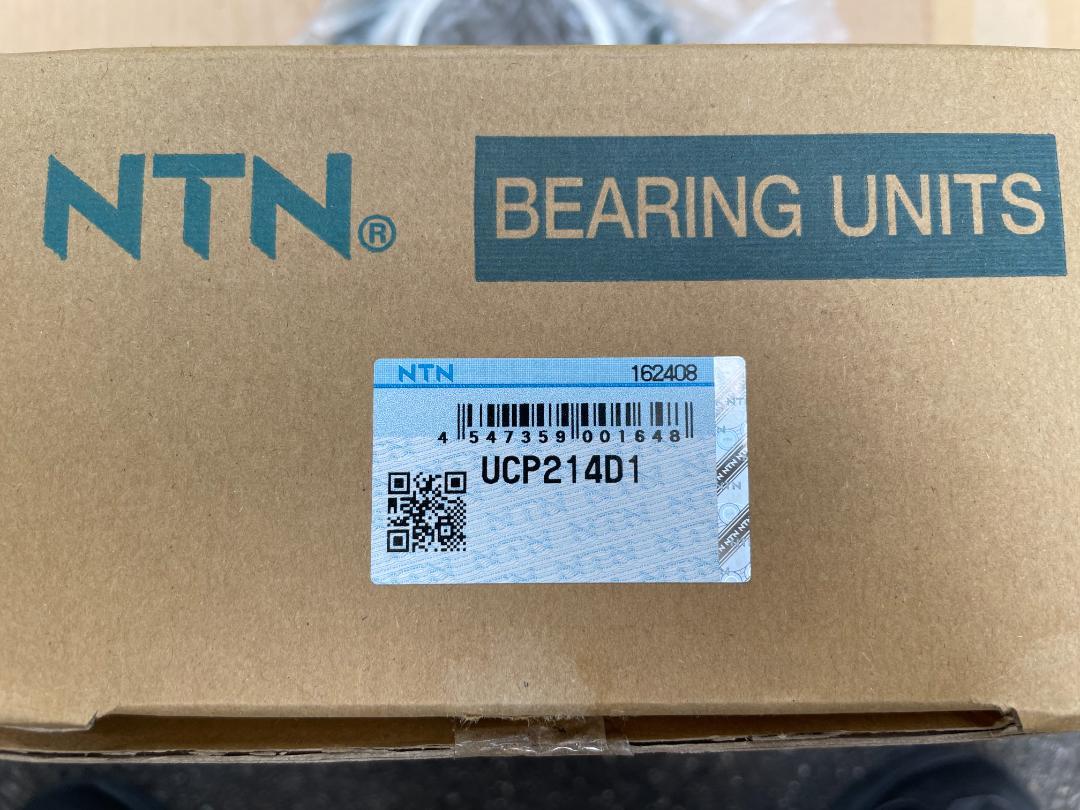 NTN® BEARING UNITS
NTN 162408
4 547359 001648
UCP214D1